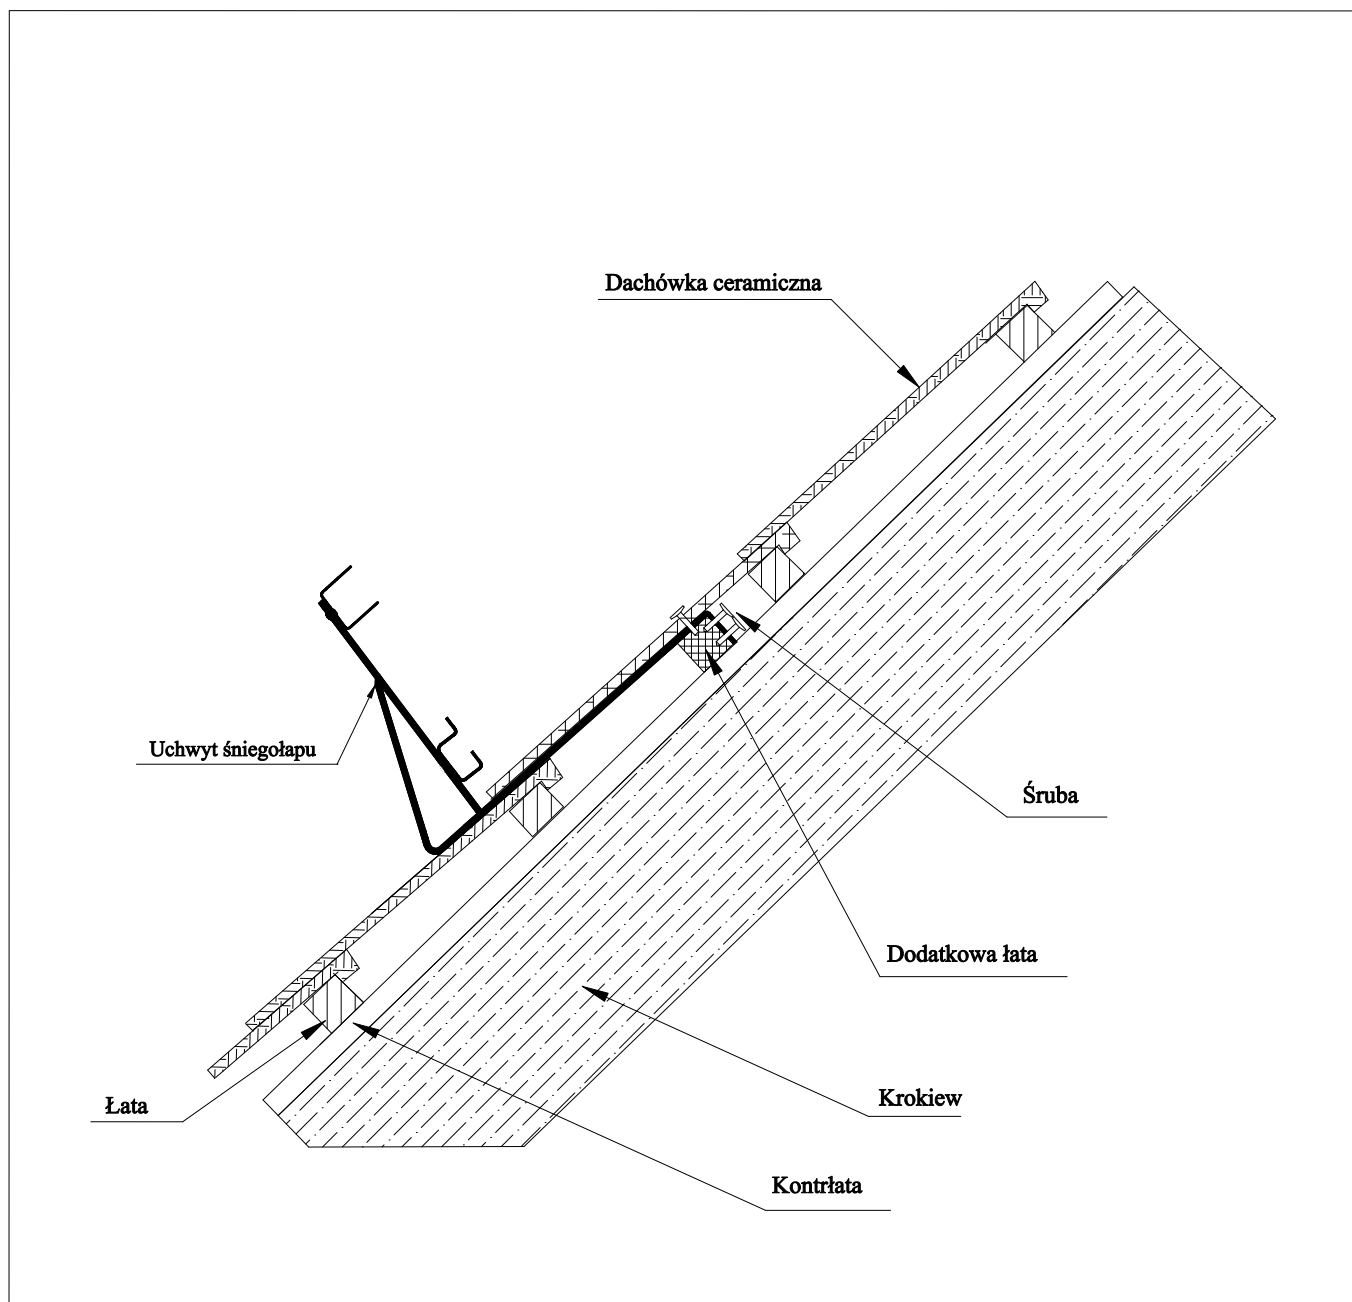 Dachówka ceramiczna
Uchwyt śniegołapu
Śruba
Dodatkowa łata
Krokiew
Łata
Kontrłata